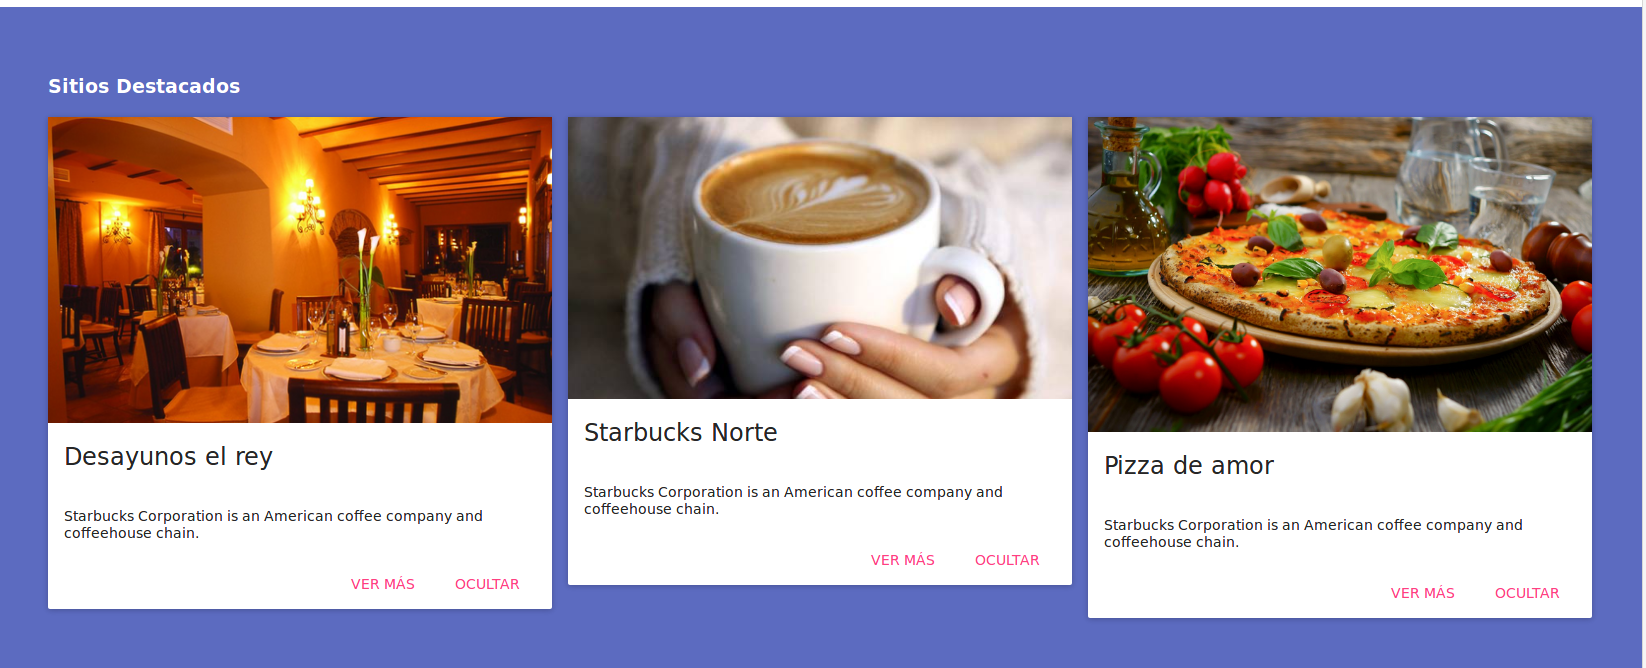 Sitios Destacados
Desayunos el rey
Starbucks Corporation is an American coffee company and
coffeehouse chain.
VER MÁS OCULTAR
Starbucks Norte
Starbucks Corporation is an American coffee company and
coffeehouse chain.
VER MÁS OCULTAR
Pizza de amor
Starbucks Corporation is an American coffee company and
coffeehouse chain.
VER MÁS OCULTAR